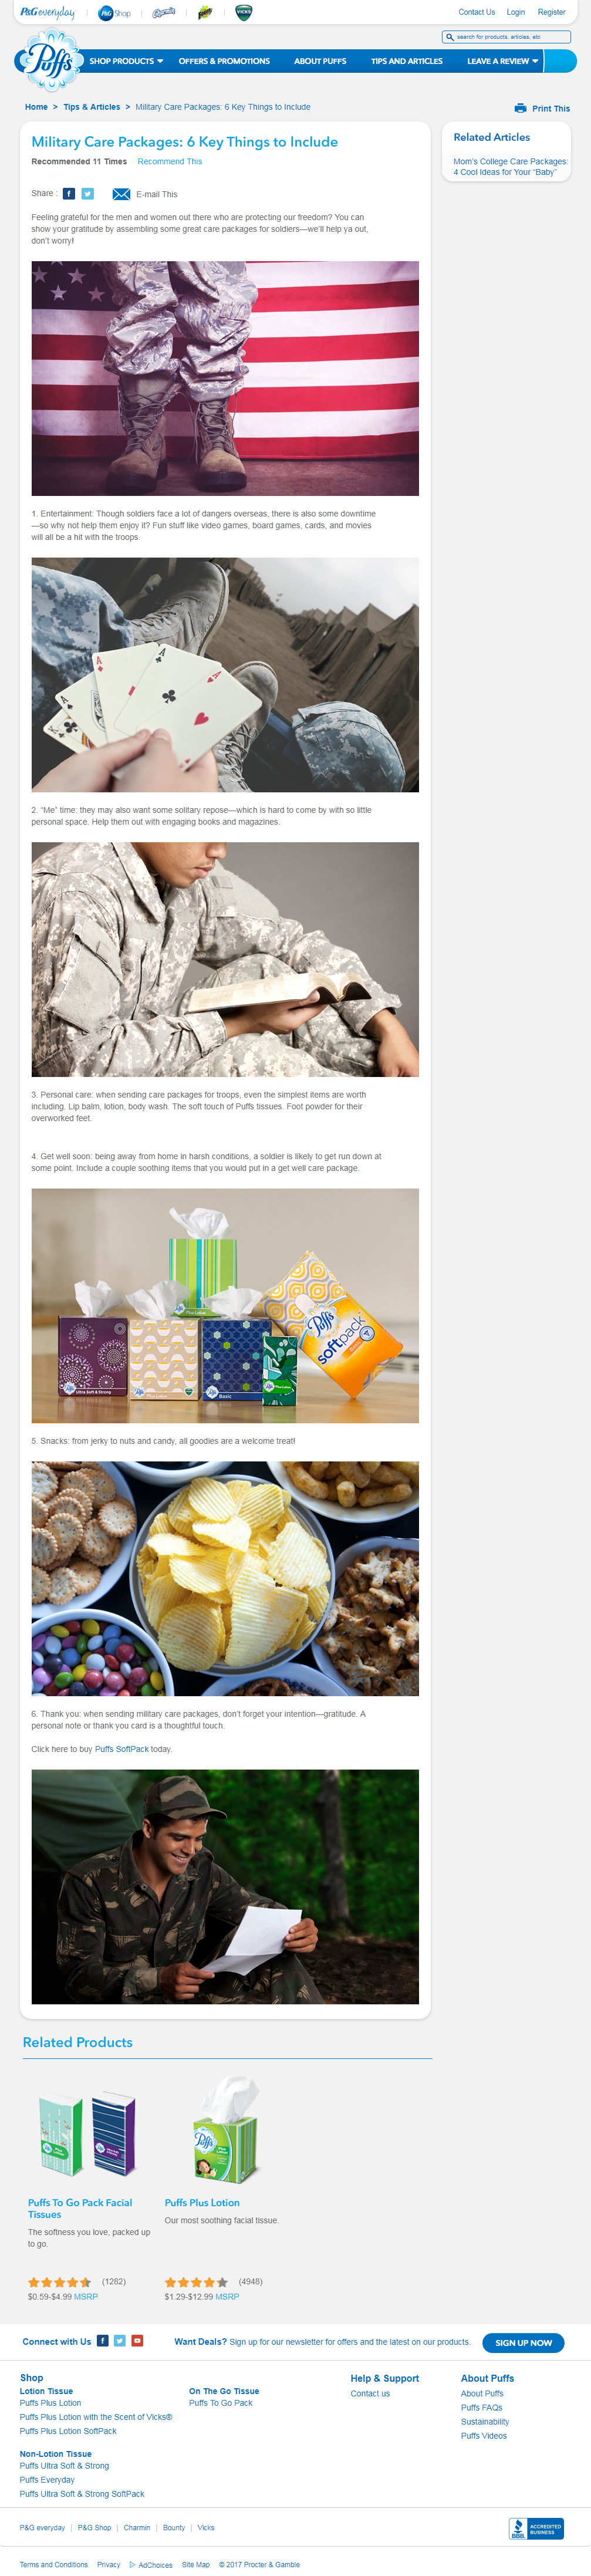 P&G everyday
P&G Shop
Charmin
Bounty
VICKS
Contact Us
Login
Register
search for products, articles, etc
Puffs
SHOP PRODUCTS
OFFERS & PROMOTIONS
ABOUT PUFFS
TIPS AND ARTICLES
LEAVE A REVIEW
Home > Tips & Articles > Military Care Packages: 6 Key Things to Include
Print This
Military Care Packages: 6 Key Things to Include
Recommended 11 Times Recommend This
Share :
E-mail This
Related Articles
Mom's College Care Packages:
4 Cool Ideas for Your "Baby"
Feeling grateful for the men and women out there who are protecting our freedom? You can
show your gratitude by assembling some great care packages for soldiers—we'll help ya out,
don't worry!
1. Entertainment: Though soldiers face a lot of dangers overseas, there is also some downtime
—so why not help them enjoy it? Fun stuff like video games, board games, cards, and movies
will all be a hit with the troops.
A
A
A
2. "Me" time: they may also want some solitary repose—which is hard to come by with so little
personal space. Help them out with engaging books and magazines.
3. Personal care: when sending care packages for troops, even the simplest items are worth
including. Lip balm, lotion, body wash. The soft touch of Puffs tissues. Foot powder for their
overworked feet.
4. Get well soon: being away from home in harsh conditions, a soldier is likely to get run down at
some point. Include a couple soothing items that you would put in a get well care package.
Plus Lotion
Puffs
softpack
Ultra Soft & Strong
Plus Lotion
Basic
Plus Lotion
5. Snacks: from jerky to nuts and candy, all goodies are a welcome treat!
6. Thank you: when sending military care packages, don't forget your intention—gratitude. A
personal note or thank you card is a thoughtful touch.
Click here to buy Puffs SoftPack today.
Related Products
Puffs
Puffs To Go Pack Facial
Tissues
The softness you love, packed up
to go.
(1282)
$0.59-$4.99 MSRP
Puffs Plus Lotion
Our most soothing facial tissue.
(4948)
$1.29-$12.99 MSRP
Connect with Us
Want Deals? Sign up for our newsletter for offers and the latest on our products.
SIGN UP NOW
Shop
Lotion Tissue
Puffs Plus Lotion
Puffs Plus Lotion with the Scent of Vicks®
Puffs Plus Lotion SoftPack
Non-Lotion Tissue
Puffs Ultra Soft & Strong
Puffs Everyday
Puffs Ultra Soft & Strong SoftPack
On The Go Tissue
Puffs To Go Pack
Help & Support
Contact us
About Puffs
About Puffs
Puffs FAQs
Sustainability
Puffs Videos
P&G everyday | P&G Shop | Charmin | Bounty | Vicks
BBB.
ACCREDITED
BUSINESS
Terms and Conditions Privacy AdChoices Site Map © 2017 Procter & Gamble